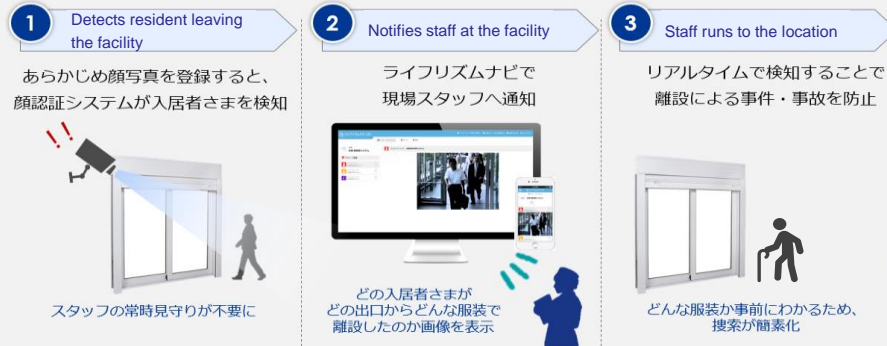 1
Detects resident leaving
the facility
あらかじめ顔写真を登録すると、
顔認証システムが入居者さまを検知
スタッフの常時見守りが不要に
2
Notifies staff at the facility
ライフリズムナビで
現場スタッフへ通知
どの入居者さまが
どの出口からどんな服装で
離設したのか画像を表示
3
Staff runs to the location
リアルタイムで検知することで
離設による事件・事故を防止
どんな服装か事前にわかるため、
捜索が簡素化